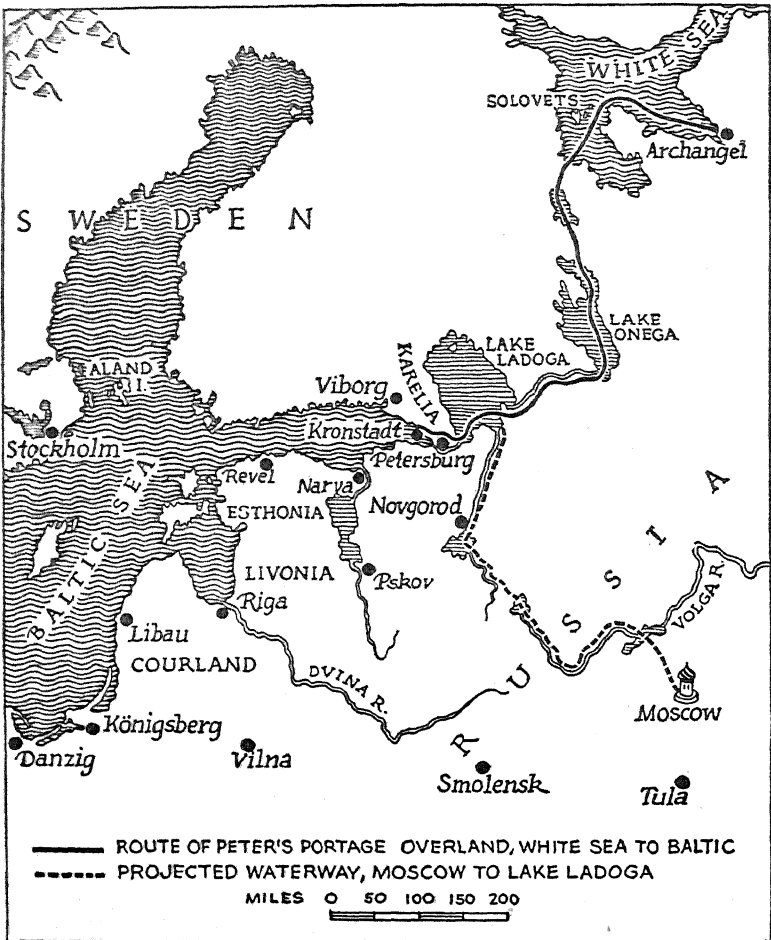 WHITE SEA
SOLOVETS
Archangel
SWEDEN
LAKE
ONEGA
LAKE
LADOGA
KARELIA
ALAND
I.
Viborg
Kronstadt
Stockholm
Petersburg
Revel
Narva
Novgorod
ESTHONIA
BALTIC SEA
RUSSIA
LIVONIA
Pskov
VOLGA R.
Riga
Libau
COURLAND
DVINA R.
Moscow
Königsberg
Danzig
Vilna
Smolensk
Tula
ROUTE OF PETER'S PORTAGE OVERLAND, WHITE SEA TO BALTIC
PROJECTED WATERWAY, MOSCOW TO LAKE LADOGA
MILES 0 50 100 150 200